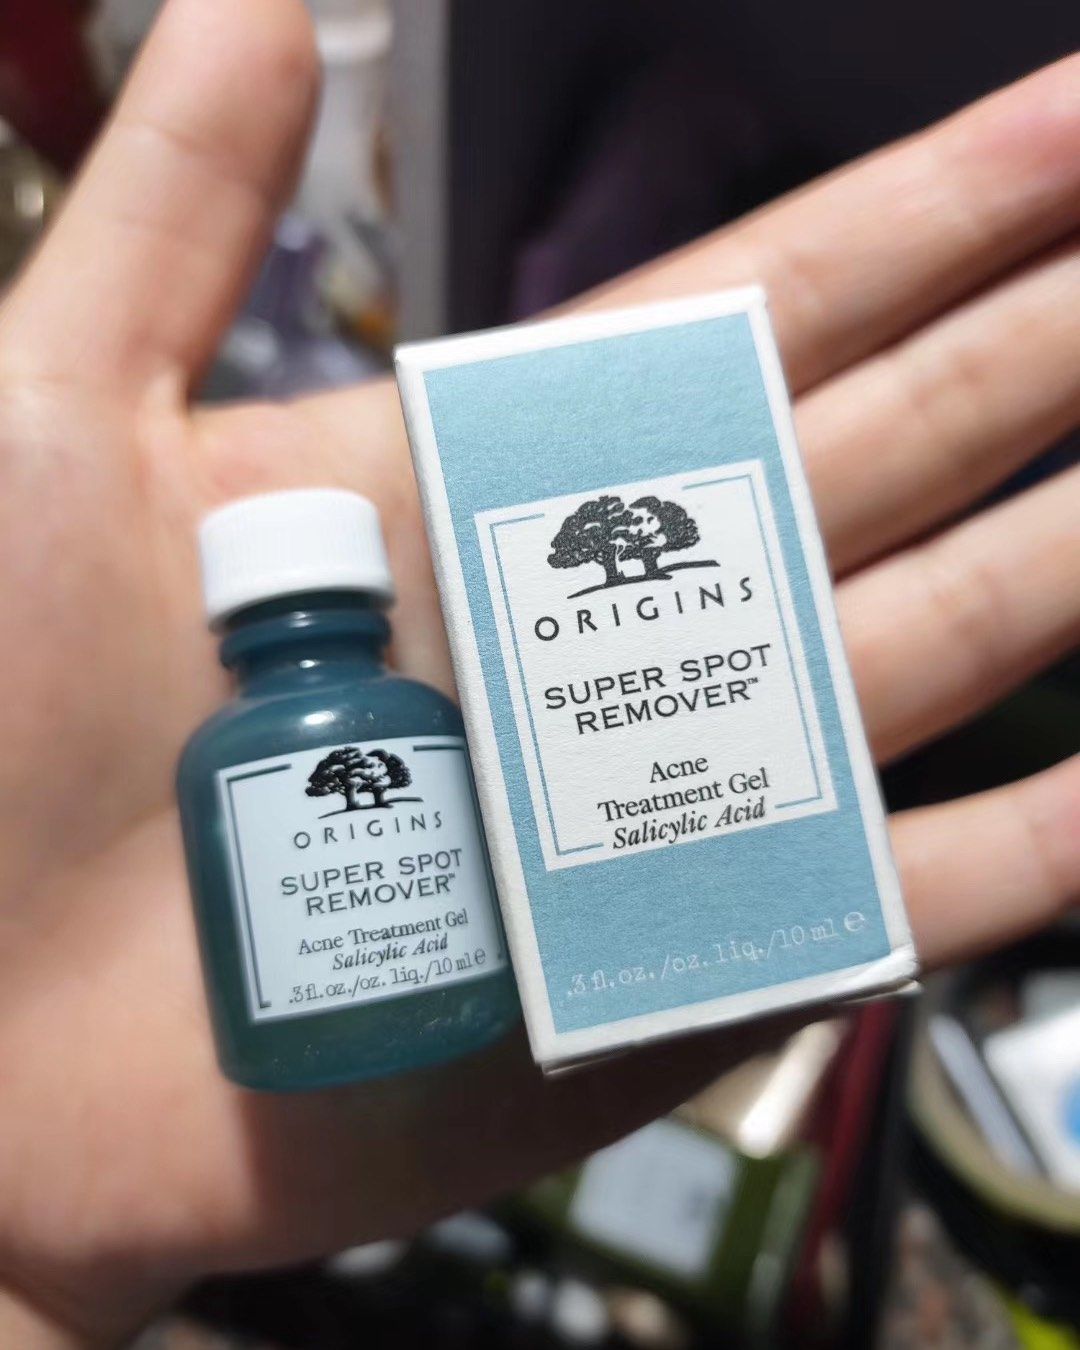 ORIGINS
SUPER SPOT
REMOVER™
Acne Treatment Gel
Salicylic Acid
.3 fl. oz./oz. liq./10 ml ℮
ORIGINS
SUPER SPOT
REMOVER™
Acne
Treatment Gel
Salicylic Acid
.3 fl. oz./oz. liq./10 ml ℮